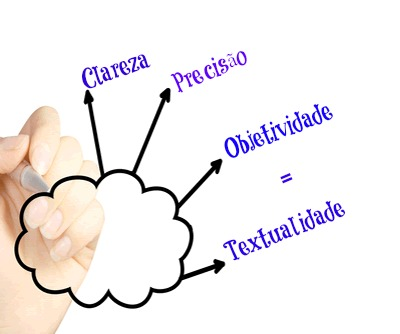 Clareza
Precisão
Objetividade
=
Textualidade